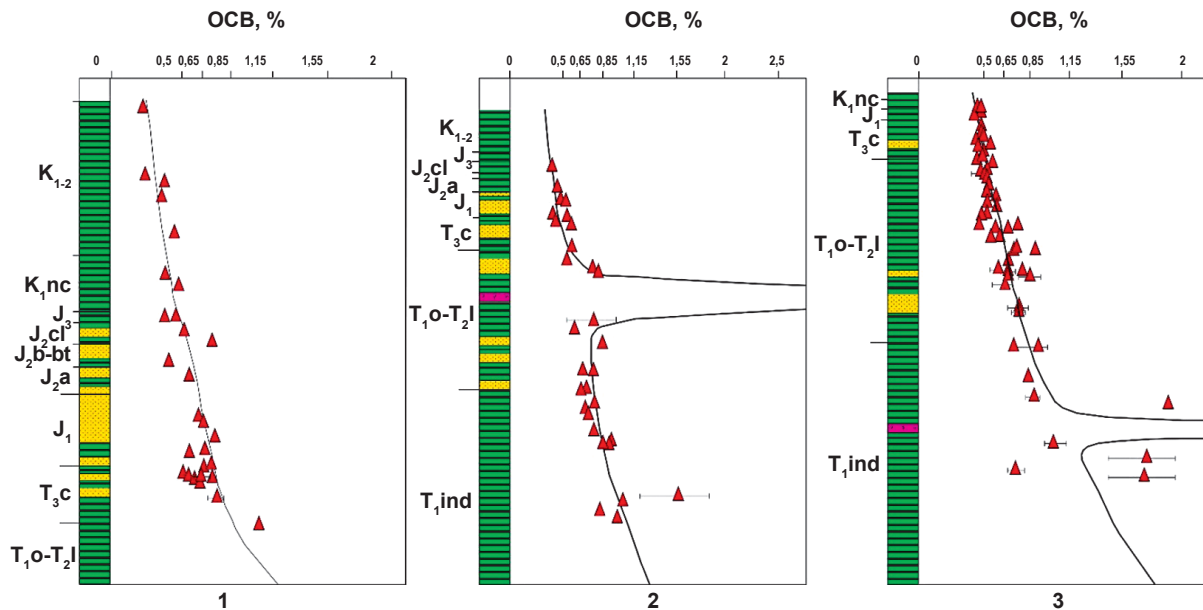 ОСВ, %
0 0,5 0,65 0,85 1,15 1,55 2
K₁₋₂
K₁nc
J₃
J₂cl
J₂b-bt
J₂a
J₁
T₃c
T₁o-T₂l
1
ОСВ, %
0 0,5 0,65 0,85 1,15 1,55 2 2,5
K₁₋₂
J₃
J₂cl
J₂a
J₁
T₃c
T₁o-T₂l
T₁ind
2
ОСВ, %
0 0,5 0,65 0,85 1,15 1,55 2
K₁nc
J₁
T₃c
T₁o-T₂l
T₁ind
3